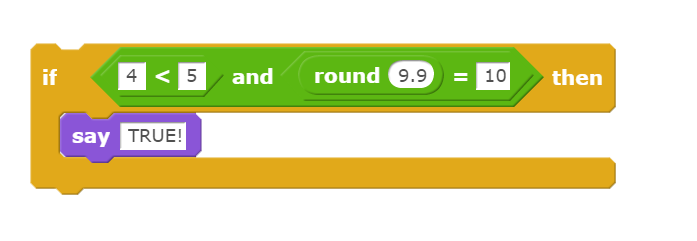 if 4 < 5 and round 9.9 = 10 then
say TRUE!